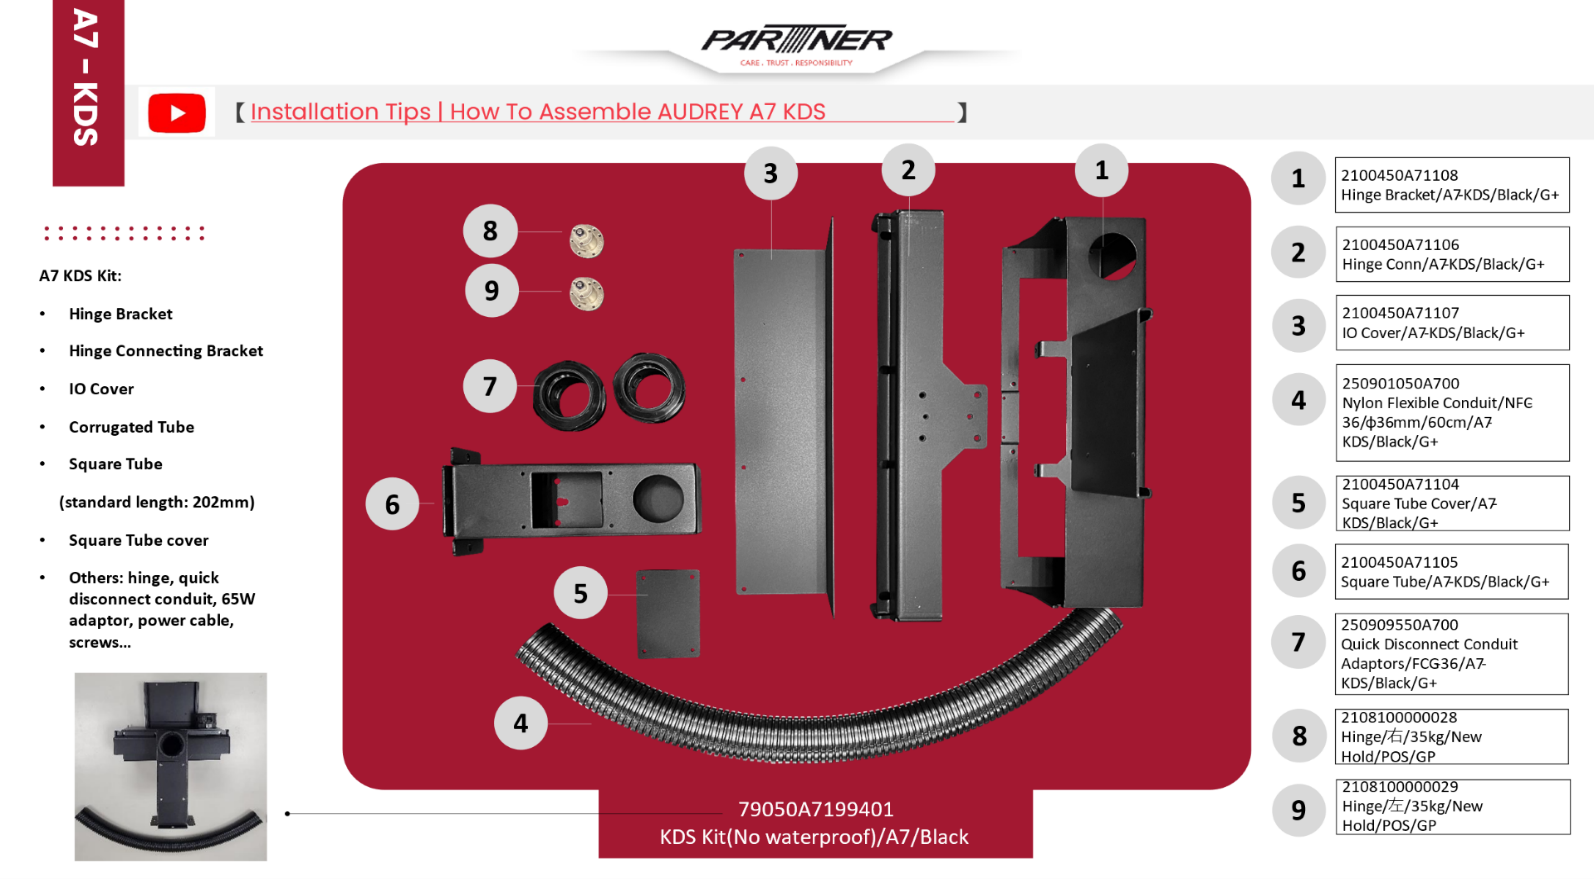 A7 – KDS
PARTNER
CARE . TRUST . RESPONSIBILITY
【 Installation Tips | How To Assemble AUDREY A7 KDS 】
A7 KDS Kit:
• Hinge Bracket
• Hinge Connecting Bracket
• IO Cover
• Corrugated Tube
• Square Tube
(standard length: 202mm)
• Square Tube cover
• Others: hinge, quick
disconnect conduit, 65W
adaptor, power cable,
screws...
3
2
1
8
9
7
6
5
4
79050A7199401
KDS Kit(No waterproof)/A7/Black
1
2100450A71108
Hinge Bracket/A7-KDS/Black/G+
2
2100450A71106
Hinge Conn/A7-KDS/Black/G+
3
2100450A71107
IO Cover/A7-KDS/Black/G+
4
250901050A700
Nylon Flexible Conduit/NFC-
36/ф36mm/60cm/A7-
KDS/Black/G+
5
2100450A71104
Square Tube Cover/A7-
KDS/Black/G+
6
2100450A71105
Square Tube/A7-KDS/Black/G+
7
250909550A700
Quick Disconnect Conduit
Adaptors/FCG-36/A7-
KDS/Black/G+
8
2108100000028
Hinge/右/35kg/New
Hold/POS/GP
9
2108100000029
Hinge/左/35kg/New
Hold/POS/GP